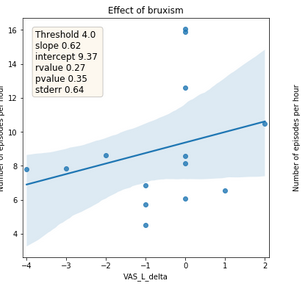 Effect of bruxism
Threshold 4.0
slope 0.62
intercept 9.37
rvalue 0.27
pvalue 0.35
stderr 0.64
16
14
12
10
8
6
4
−4
−3
−2
−1
0
1
2
VAS_L_delta
Number of episodes per hour
Number of episodes per hour